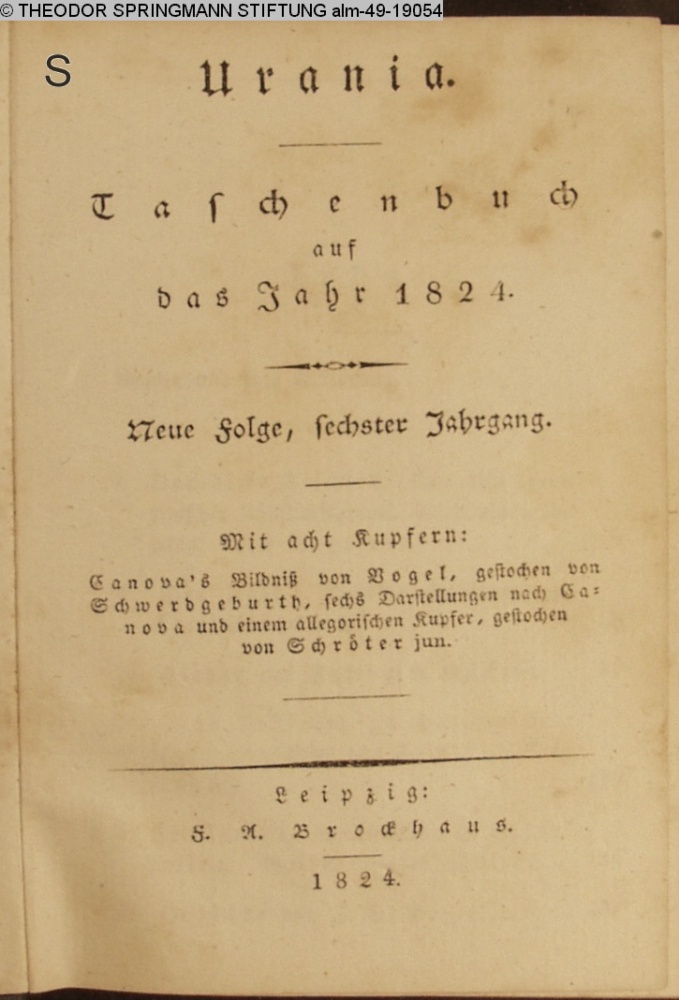 © THEODOR SPRINGMANN STIFTUNG alm-49-19054
S
Urania.
Taschenbuch
auf
das Jahr 1824.
Neue Folge, sechster Jahrgang.
Mit acht Kupfern:
Canova's Bildniß von Vogel, gestochen von
Schwerdgeburth, sechs Darstellungen nach Ca⸗
nova und einem allegorischen Kupfer, gestochen
von Schröter jun.
Leipzig:
F. A. Brockhaus.
1824.